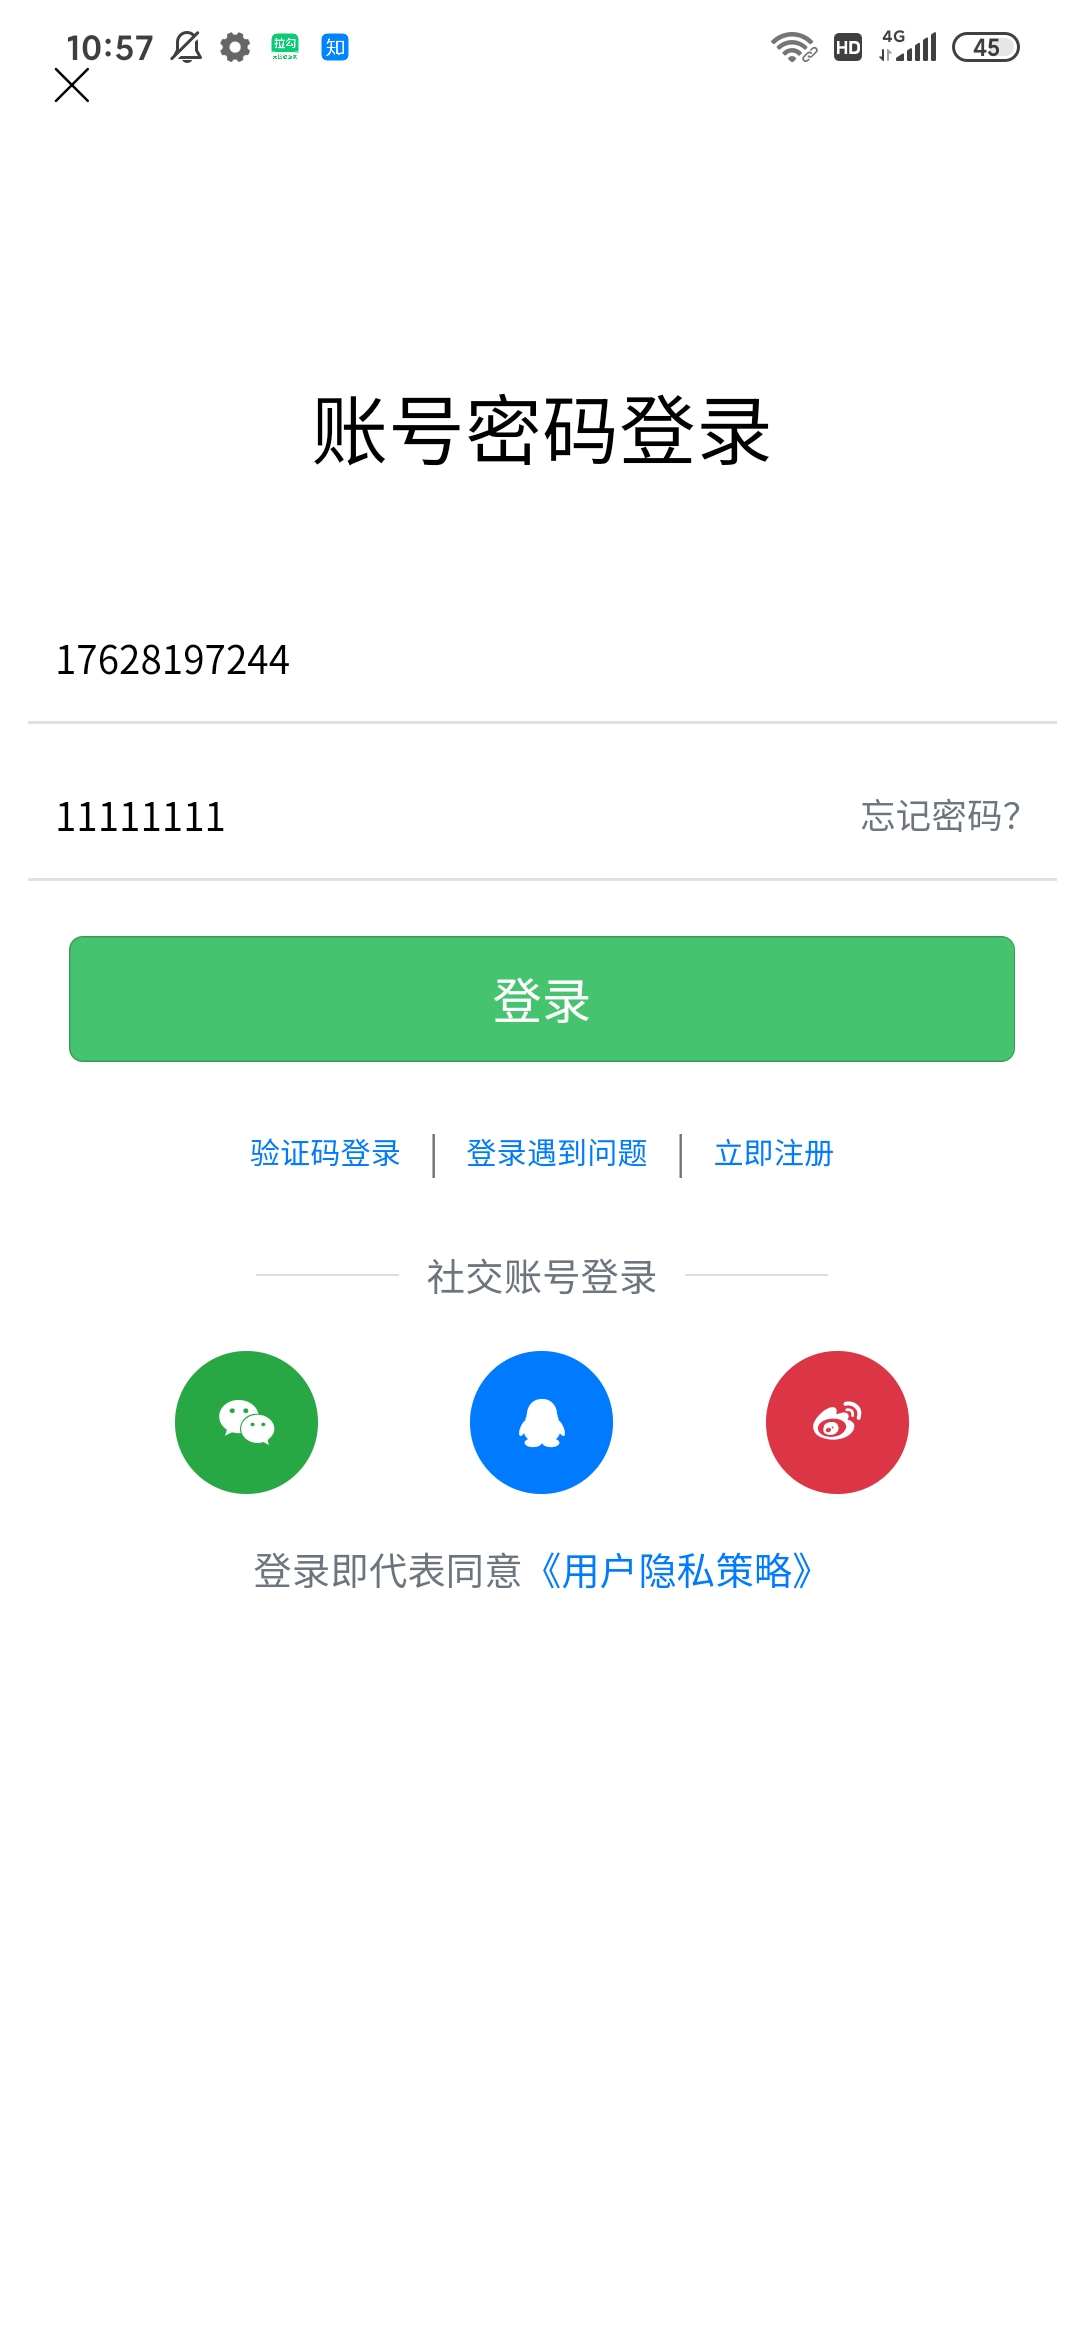 10:57
拉勾
知
HD
4G
45
账号密码登录
17628197244
11111111
忘记密码?
登录
验证码登录 | 登录遇到问题 | 立即注册
社交账号登录
登录即代表同意《用户隐私策略》